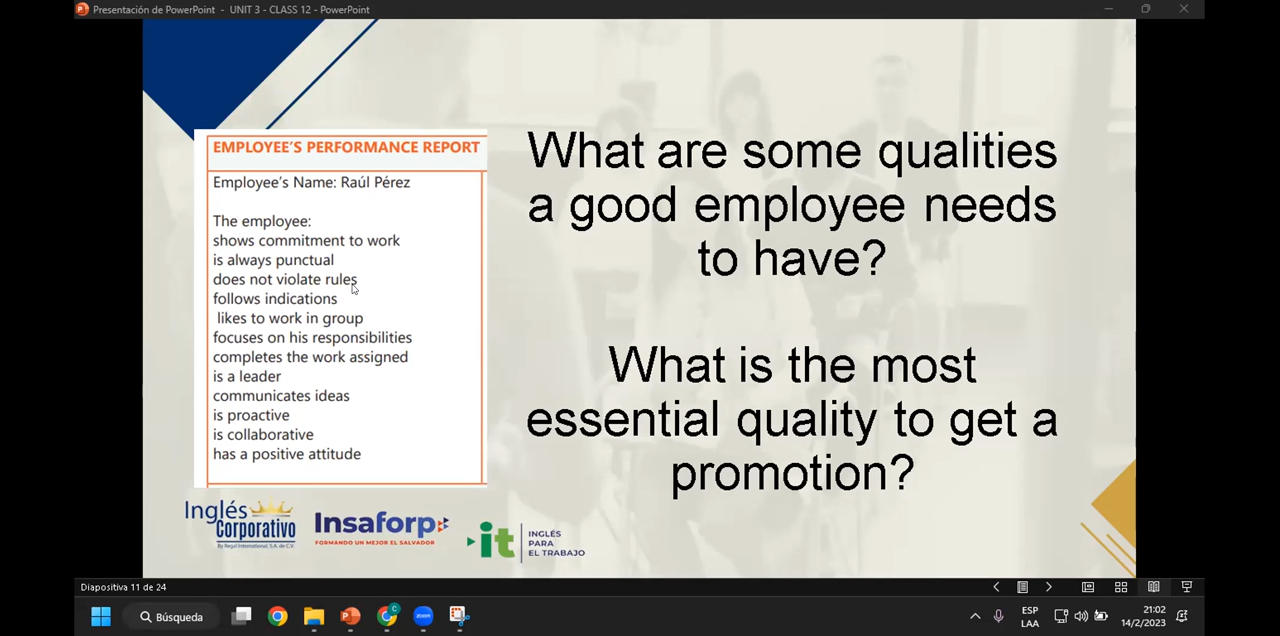 Presentación de PowerPoint - UNIT 3 - CLASS 12 - PowerPoint
EMPLOYEE'S PERFORMANCE REPORT
Employee's Name: Raúl Pérez
The employee:
shows commitment to work
is always punctual
does not violate rules
follows indications
likes to work in group
focuses on his responsibilities
completes the work assigned
is a leader
communicates ideas
is proactive
is collaborative
has a positive attitude
What are some qualities
a good employee needs
to have?
What is the most
essential quality to get a
promotion?
Inglés
Corporativo
By Regal International, S.A. de C.V.
Insaforp
FORMANDO UN MEJOR EL SALVADOR
it
INGLÉS
PARA
EL TRABAJO
Diapositiva 11 de 24
Búsqueda
C
zoom
ESP
LAA
21:02
14/2/2023